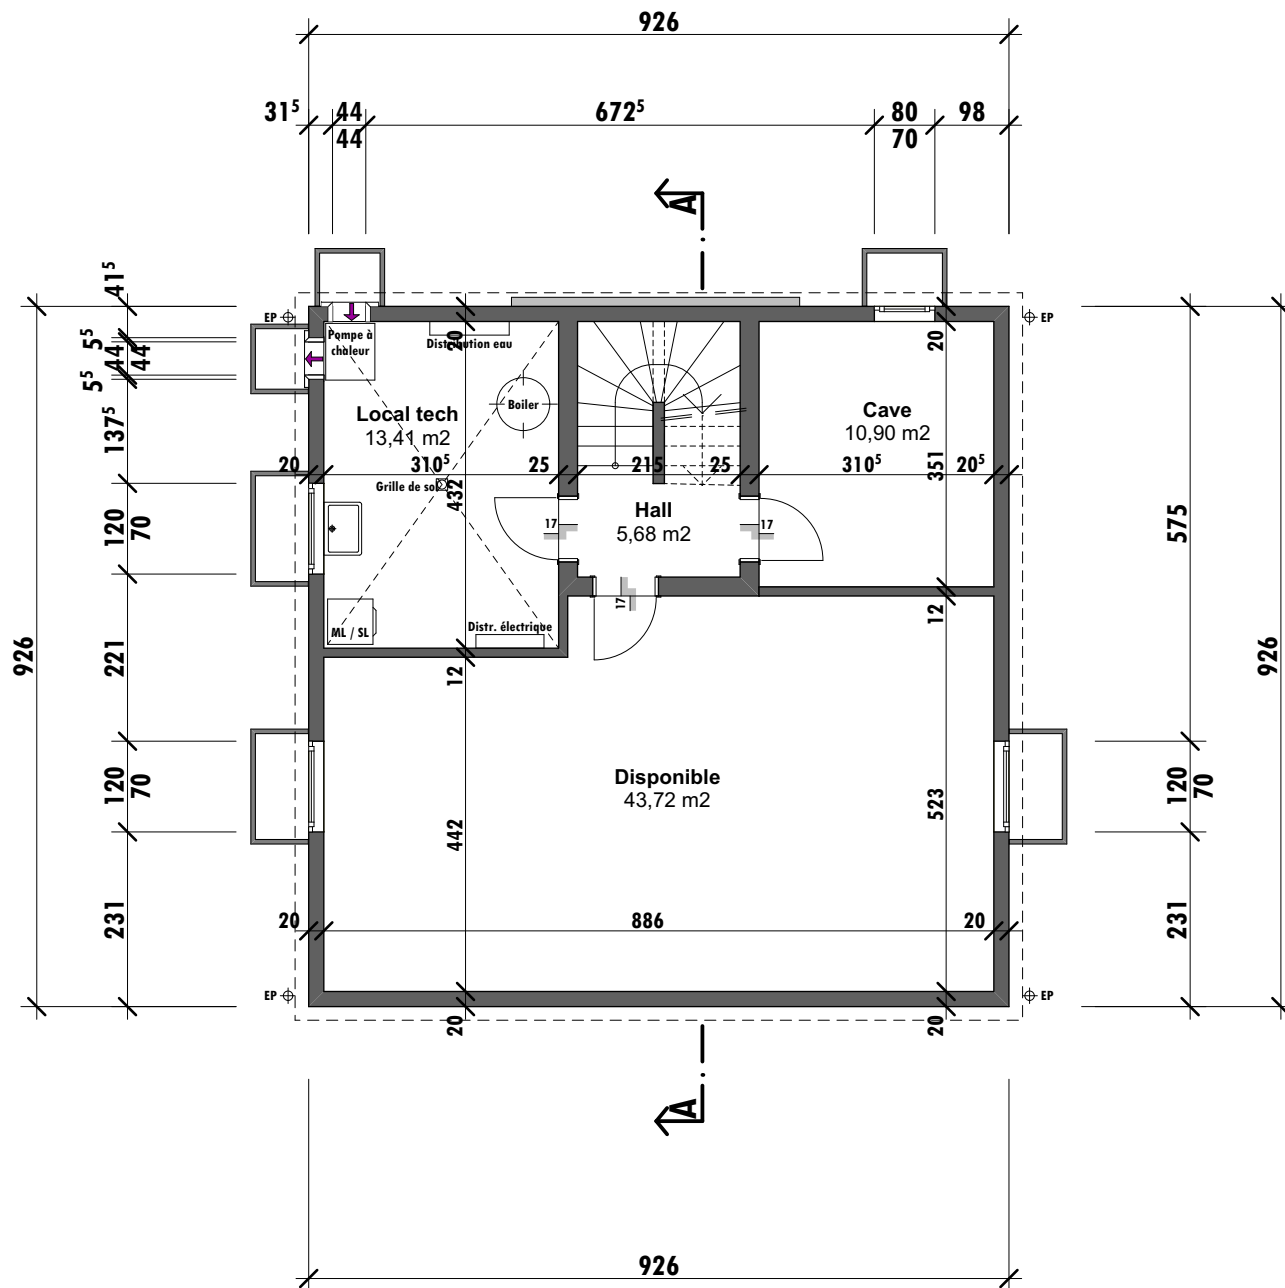 926
31⁵ 44 672⁵ 80 98
44 70
A
41⁵
5⁵
44
44
5⁵
137⁵
120
70
221
120
70
231
926
EP
EP
Pompe à
chaleur
Distribution eau
20
20
Boiler
Local tech
13,41 m2
Cave
10,90 m2
20 310⁵ 25 215 25 310⁵ 20⁵
351
Grille de sol
432
Hall
5,68 m2
17
17
17
ML / SL
Distr. électrique
12
12
575
120
70
231
926
Disponible
43,72 m2
442
523
20 886 20
EP
EP
20
20
A
926